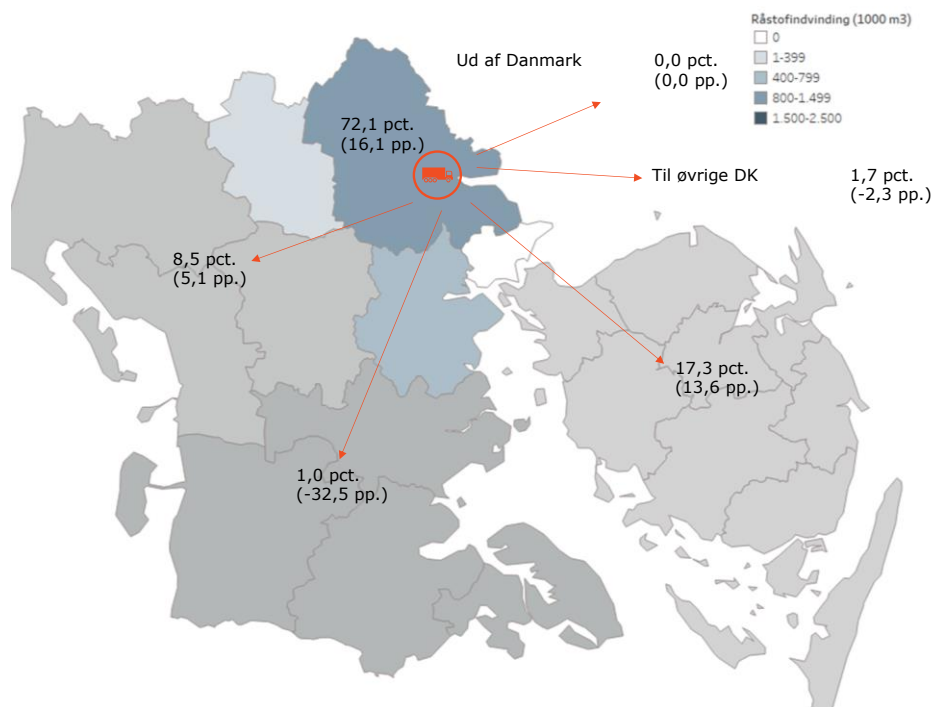 Råstofindvinding (1000 m3)
0
1-399
400-799
800-1.499
1.500-2.500
Ud af Danmark
0,0 pct.
(0,0 pp.)
72,1 pct.
(16,1 pp.)
Til øvrige DK
1,7 pct.
(-2,3 pp.)
8,5 pct.
(5,1 pp.)
17,3 pct.
(13,6 pp.)
1,0 pct.
(-32,5 pp.)